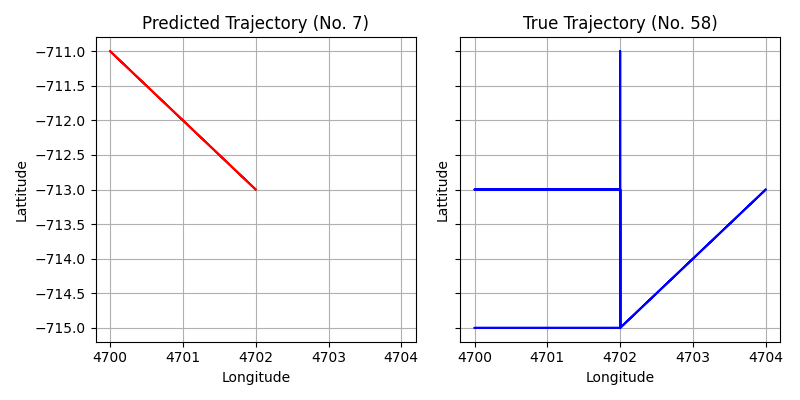 Predicted Trajectory (No. 7)
−711.0
−711.5
−712.0
−712.5
−713.0
−713.5
−714.0
−714.5
−715.0
Lattitude
4700 4701 4702 4703 4704
Longitude
True Trajectory (No. 58)
Lattitude
4700 4701 4702 4703 4704
Longitude